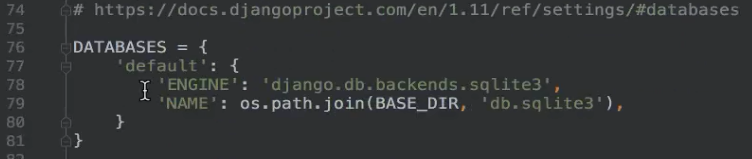 74 # https://docs.djangoproject.com/en/1.11/ref/settings/#databases
75
76 DATABASES = {
77     'default': {
78         'ENGINE': 'django.db.backends.sqlite3',
79         'NAME': os.path.join(BASE_DIR, 'db.sqlite3'),
80     }
81 }